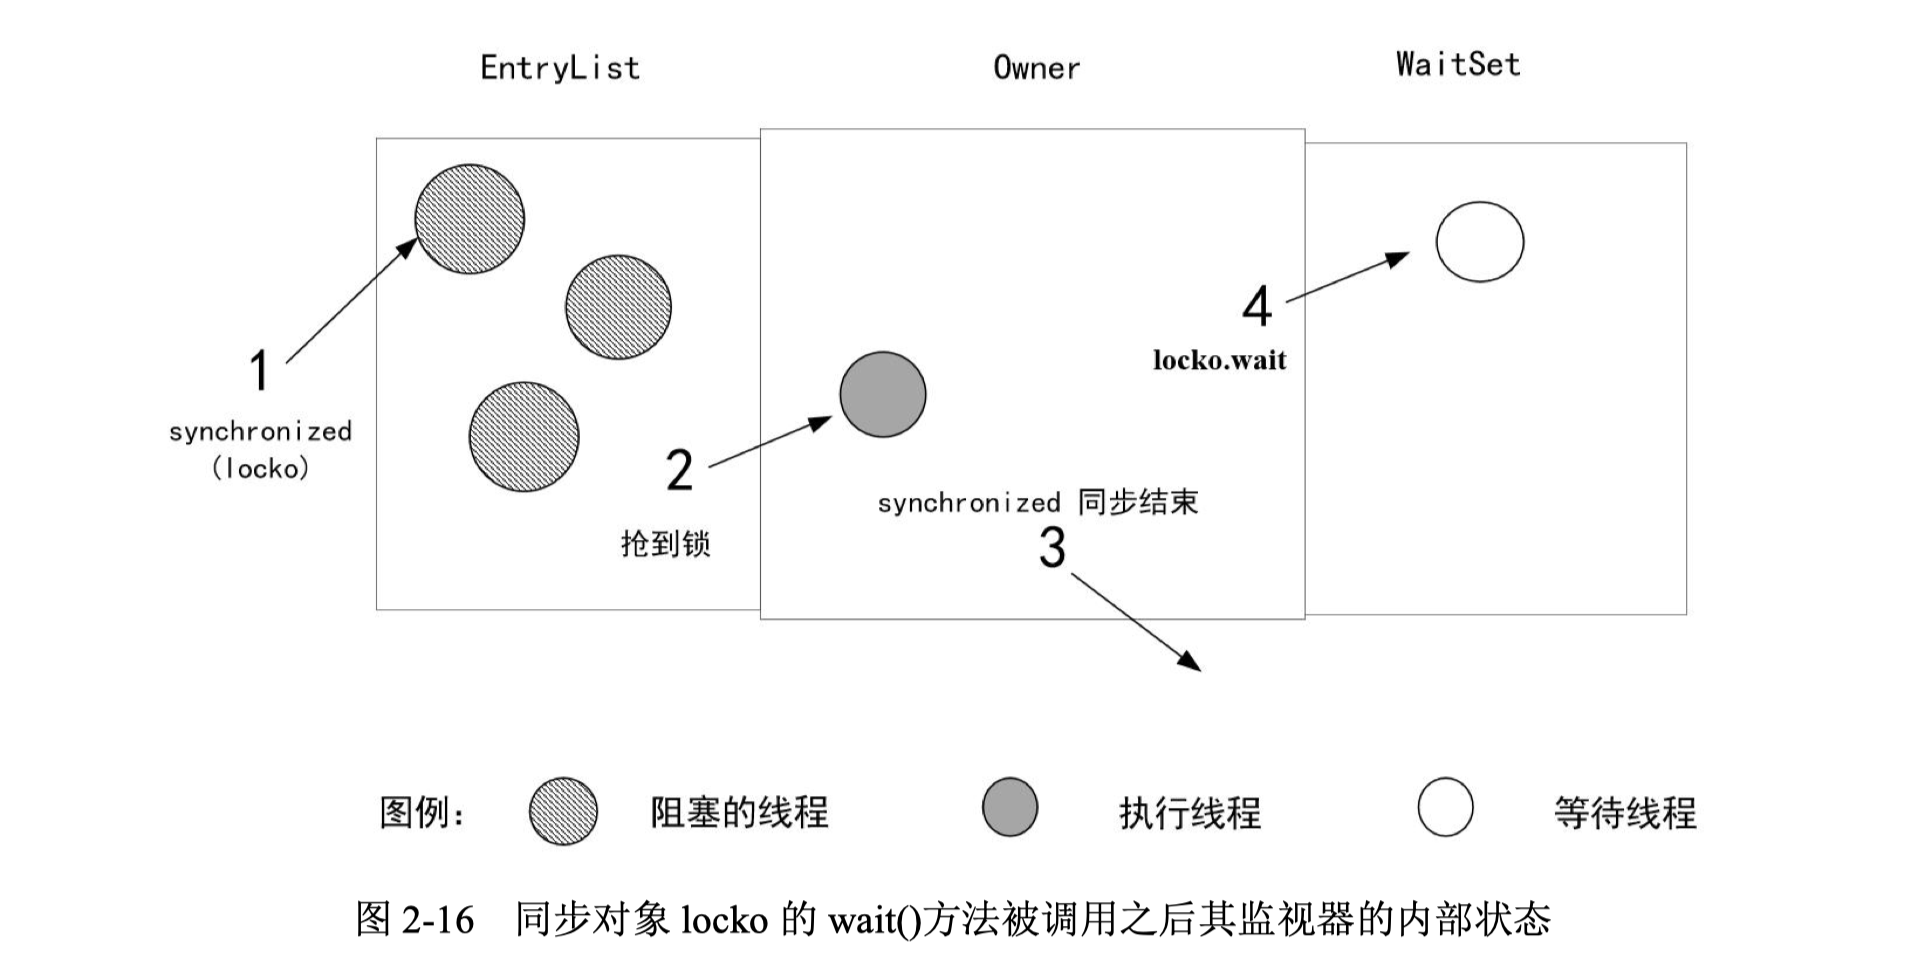 EntryList
Owner
WaitSet
1
synchronized
(locko)
2
抢到锁
synchronized 同步结束
3
4
locko.wait
图例：
阻塞的线程
执行线程
等待线程
图 2-16 同步对象 locko 的 wait()方法被调用之后其监视器的内部状态